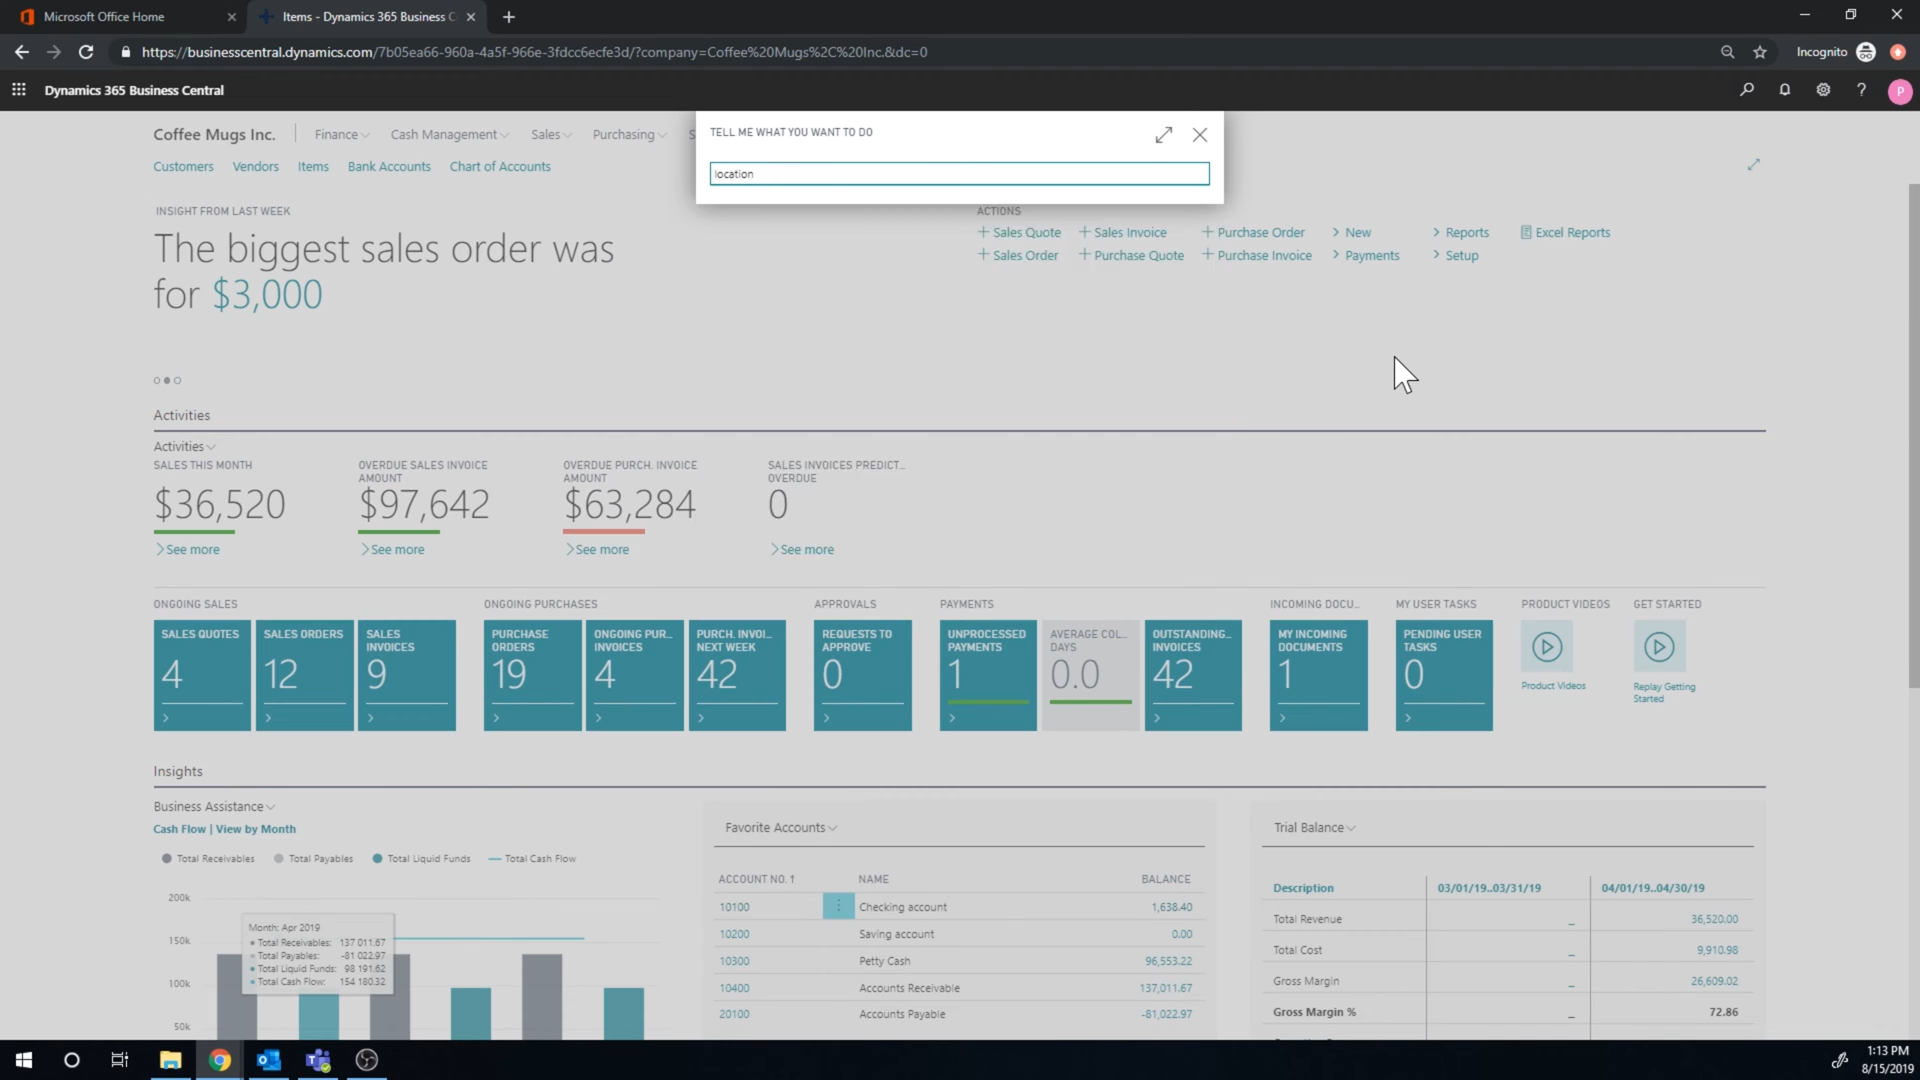 Microsoft Office Home
Items - Dynamics 365 Business C
https://businesscentral.dynamics.com/7b05ea66-960a-4a5f-966e-3fdcc6ecfe3d/?company=Coffee%20Mugs%2C%20Inc.&dc=0
Incognito
Dynamics 365 Business Central
?
P
Coffee Mugs Inc.
Finance
Cash Management
Sales
Purchasing
S
TELL ME WHAT YOU WANT TO DO
location
Customers
Vendors
Items
Bank Accounts
Chart of Accounts
INSIGHT FROM LAST WEEK
The biggest sales order was
for $3,000
ACTIONS
+ Sales Quote
+ Sales Invoice
+ Purchase Order
> New
> Reports
Excel Reports
+ Sales Order
+ Purchase Quote
+ Purchase Invoice
> Payments
> Setup
Activities
Activities
SALES THIS MONTH
$36,520
>See more
OVERDUE SALES INVOICE
AMOUNT
$97,642
>See more
OVERDUE PURCH. INVOICE
AMOUNT
$63,284
>See more
SALES INVOICES PREDICT...
OVERDUE
0
>See more
ONGOING SALES
SALES QUOTES
4
SALES ORDERS
12
SALES
INVOICES
9
ONGOING PURCHASES
PURCHASE
ORDERS
19
ONGOING PUR...
INVOICES
4
PURCH. INVOI...
NEXT WEEK
42
APPROVALS
REQUESTS TO
APPROVE
0
PAYMENTS
UNPROCESSED
PAYMENTS
1
AVERAGE COL...
DAYS
0.0
OUTSTANDING...
INVOICES
42
INCOMING DOCU...
MY INCOMING
DOCUMENTS
1
MY USER TASKS
PENDING USER
TASKS
0
PRODUCT VIDEOS
Product Videos
GET STARTED
Replay Getting
Started
Insights
Business Assistance
Cash Flow | View by Month
Total Receivables
Total Payables
Total Liquid Funds
Total Cash Flow
200k
150k
100k
50k
Month: Apr 2019
Total Receivables: 137 011.67
Total Payables: -81 022.97
Total Liquid Funds: 98 191.62
Total Cash Flow: 154 180.32
Favorite Accounts
ACCOUNT NO. ↑ NAME BALANCE
10100 Checking account 1,638.40
10200 Saving account 0.00
10300 Petty Cash 96,553.22
10400 Accounts Receivable 137,011.67
20100 Accounts Payable -81,022.97
Trial Balance
Description 03/01/19..03/31/19 04/01/19..04/30/19
Total Revenue _ 36,520.00
Total Cost _ 9,910.98
Gross Margin _ 26,609.02
Gross Margin % _ 72.86
1:13 PM
8/15/2019